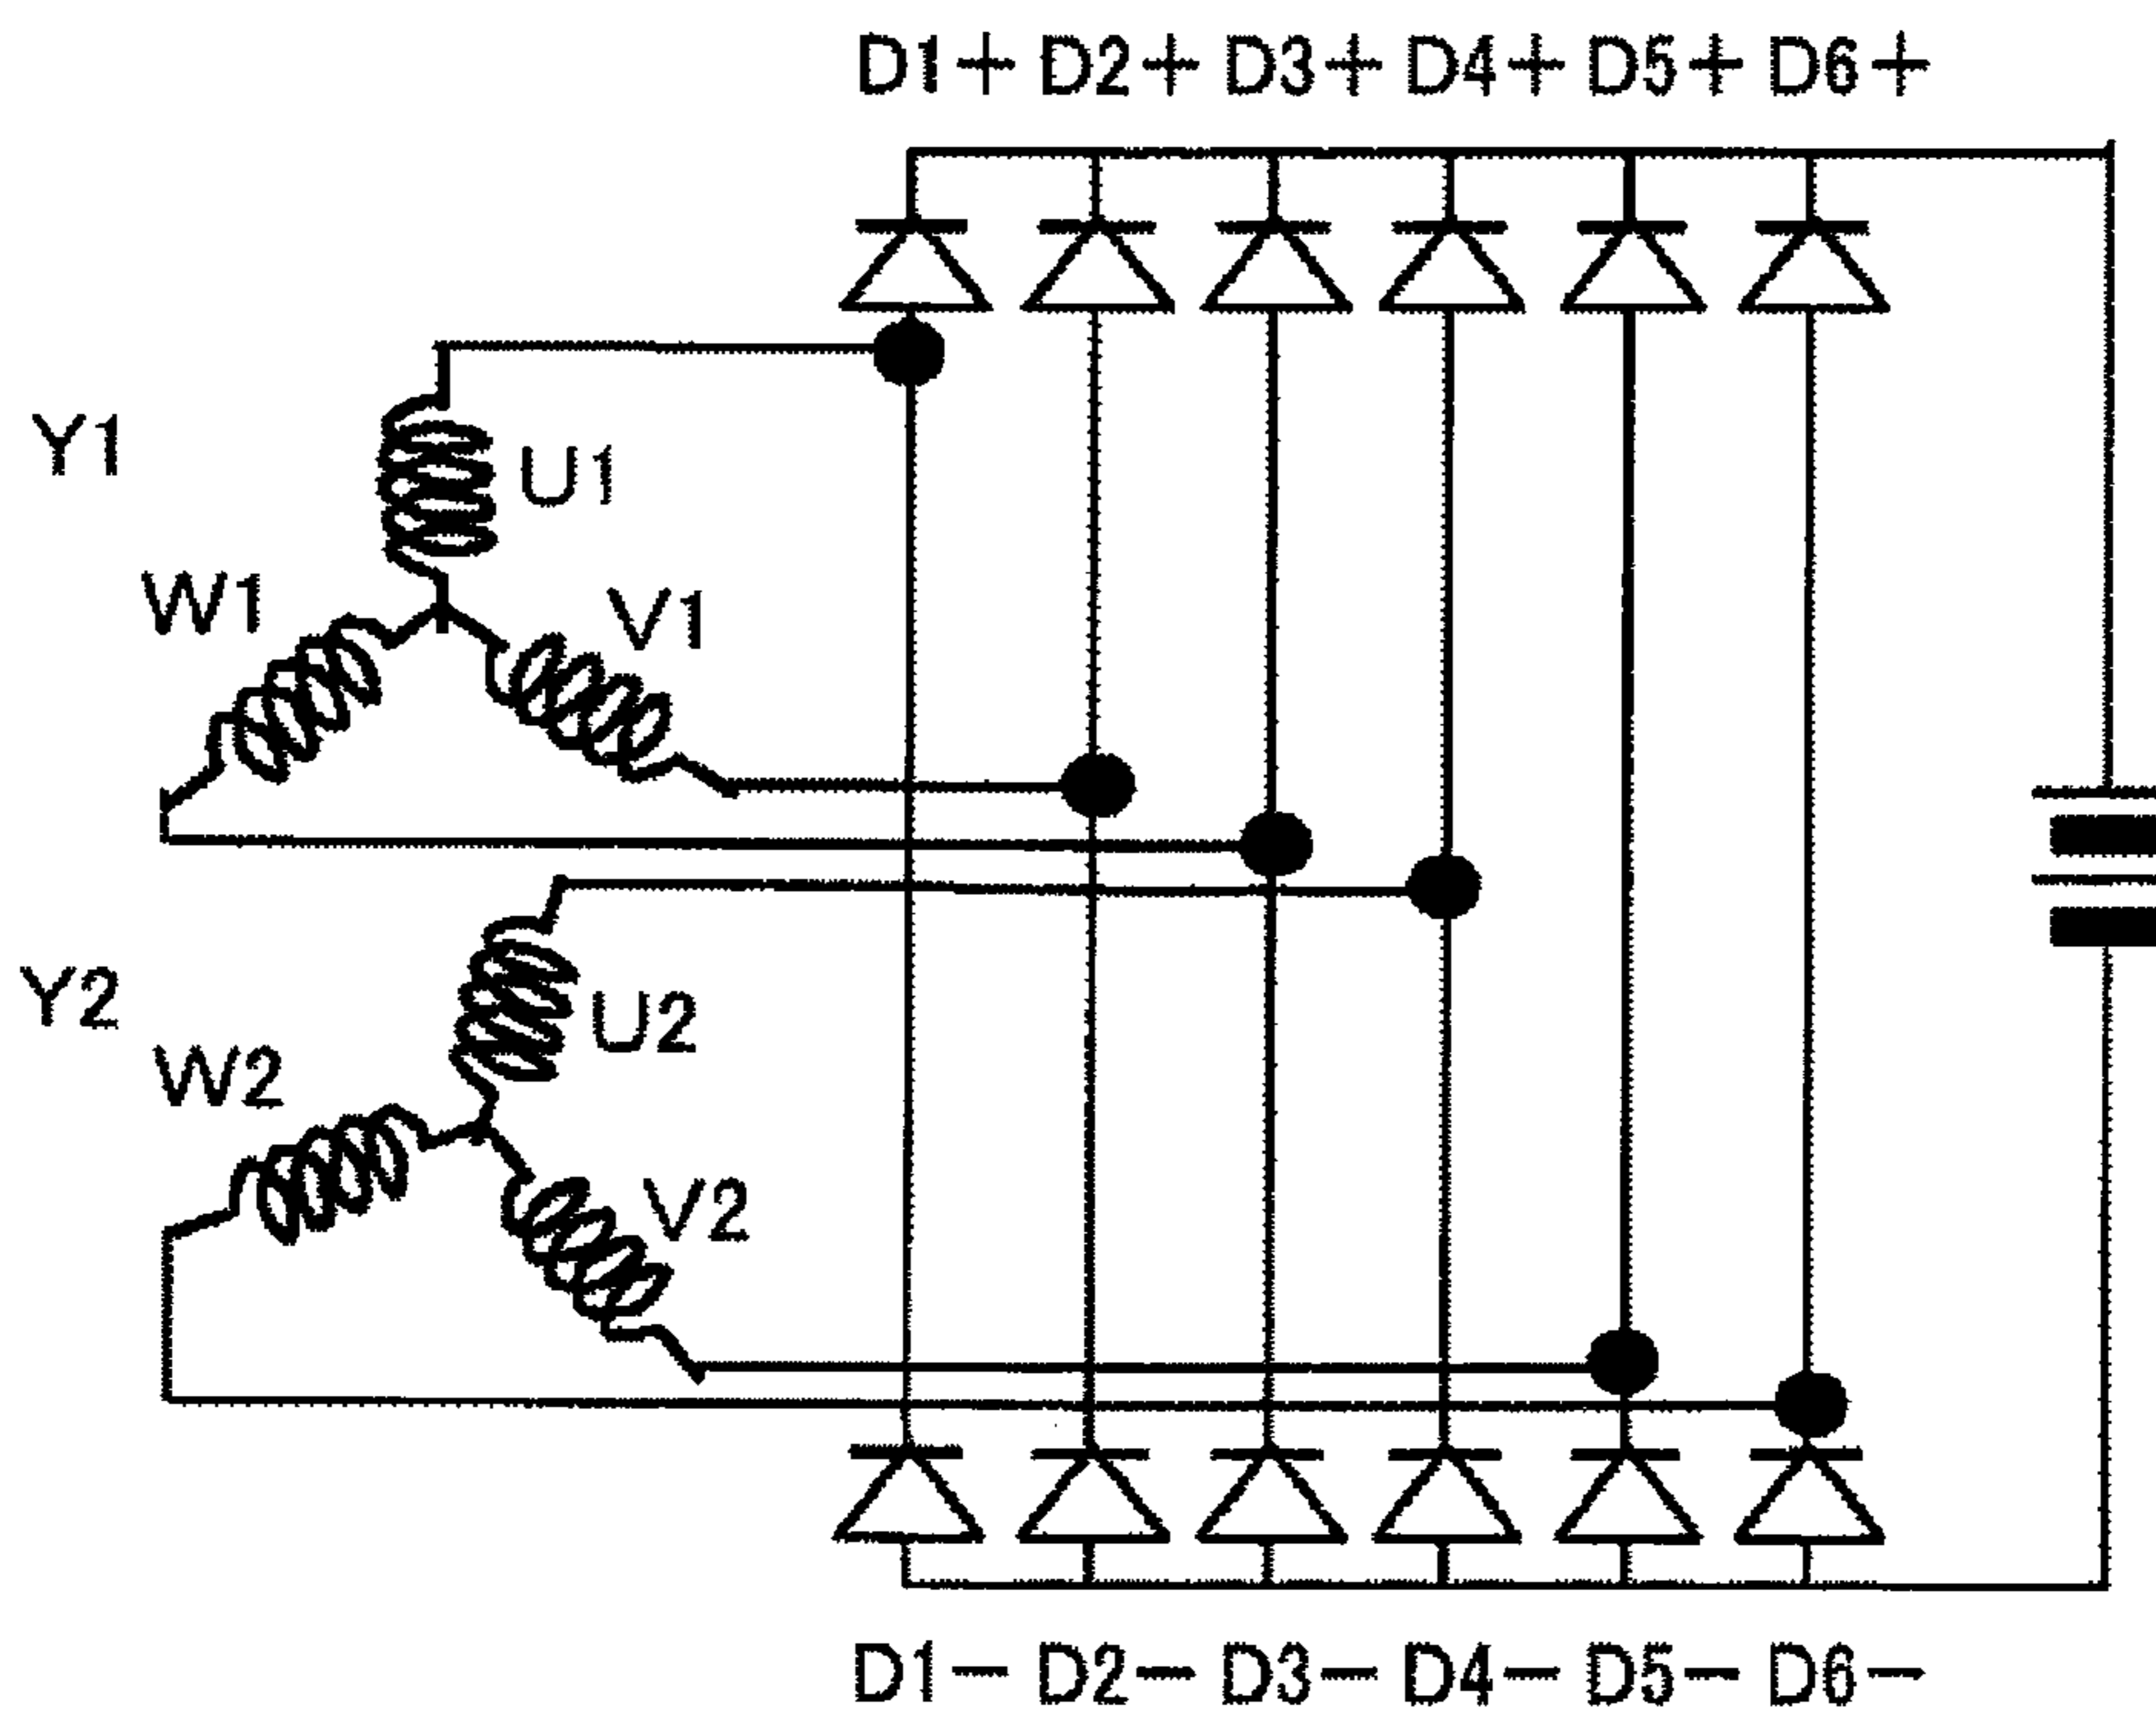 D1+ D2+ D3+ D4+ D5+ D6+
Y1
U1
W1
V1
Y2
U2
W2
V2
D1− D2− D3− D4− D5− D6−